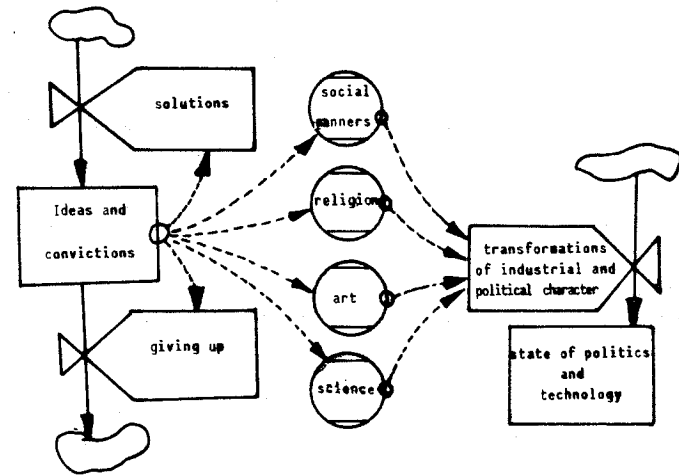 solutions
Ideas and
convictions
giving up
social
manners
religion
art
science
transformations
of industrial and
political character
state of politics
and
technology